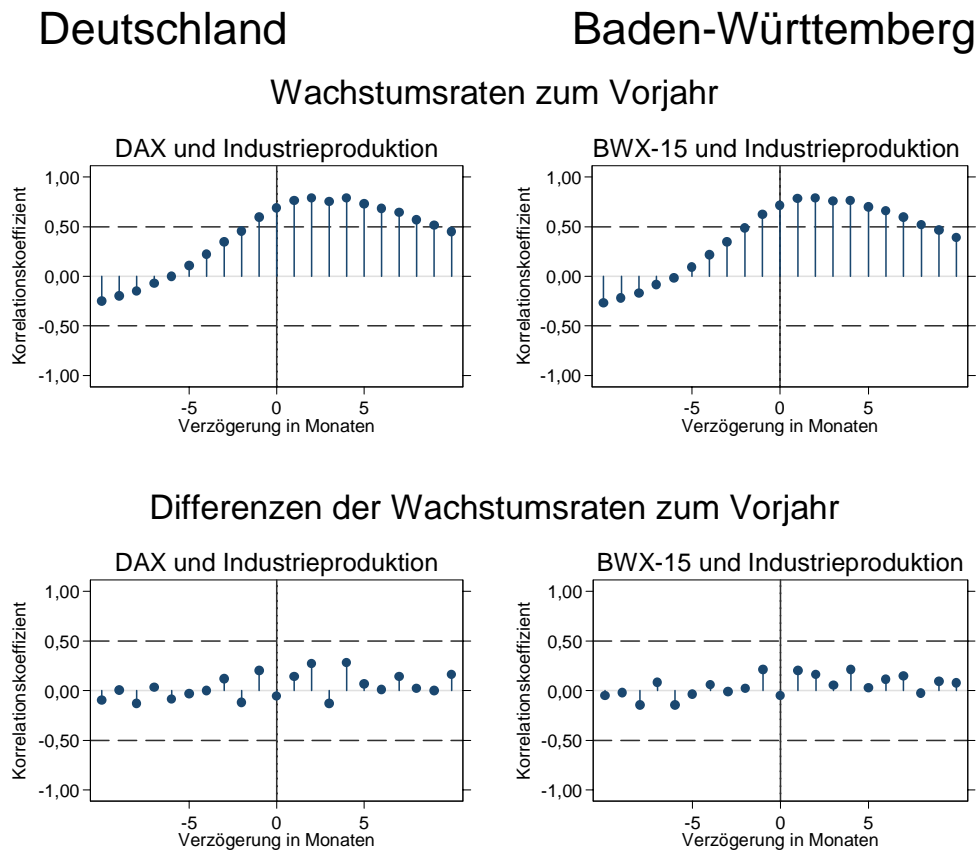 Deutschland Baden-Württemberg
Wachstumsraten zum Vorjahr
DAX und Industrieproduktion
Korrelationskoeffizient
1,00
0,50
0,00
-0,50
-1,00
-5 0 5
Verzögerung in Monaten
BWX-15 und Industrieproduktion
Korrelationskoeffizient
1,00
0,50
0,00
-0,50
-1,00
-5 0 5
Verzögerung in Monaten
Differenzen der Wachstumsraten zum Vorjahr
DAX und Industrieproduktion
Korrelationskoeffizient
1,00
0,50
0,00
-0,50
-1,00
-5 0 5
Verzögerung in Monaten
BWX-15 und Industrieproduktion
Korrelationskoeffizient
1,00
0,50
0,00
-0,50
-1,00
-5 0 5
Verzögerung in Monaten